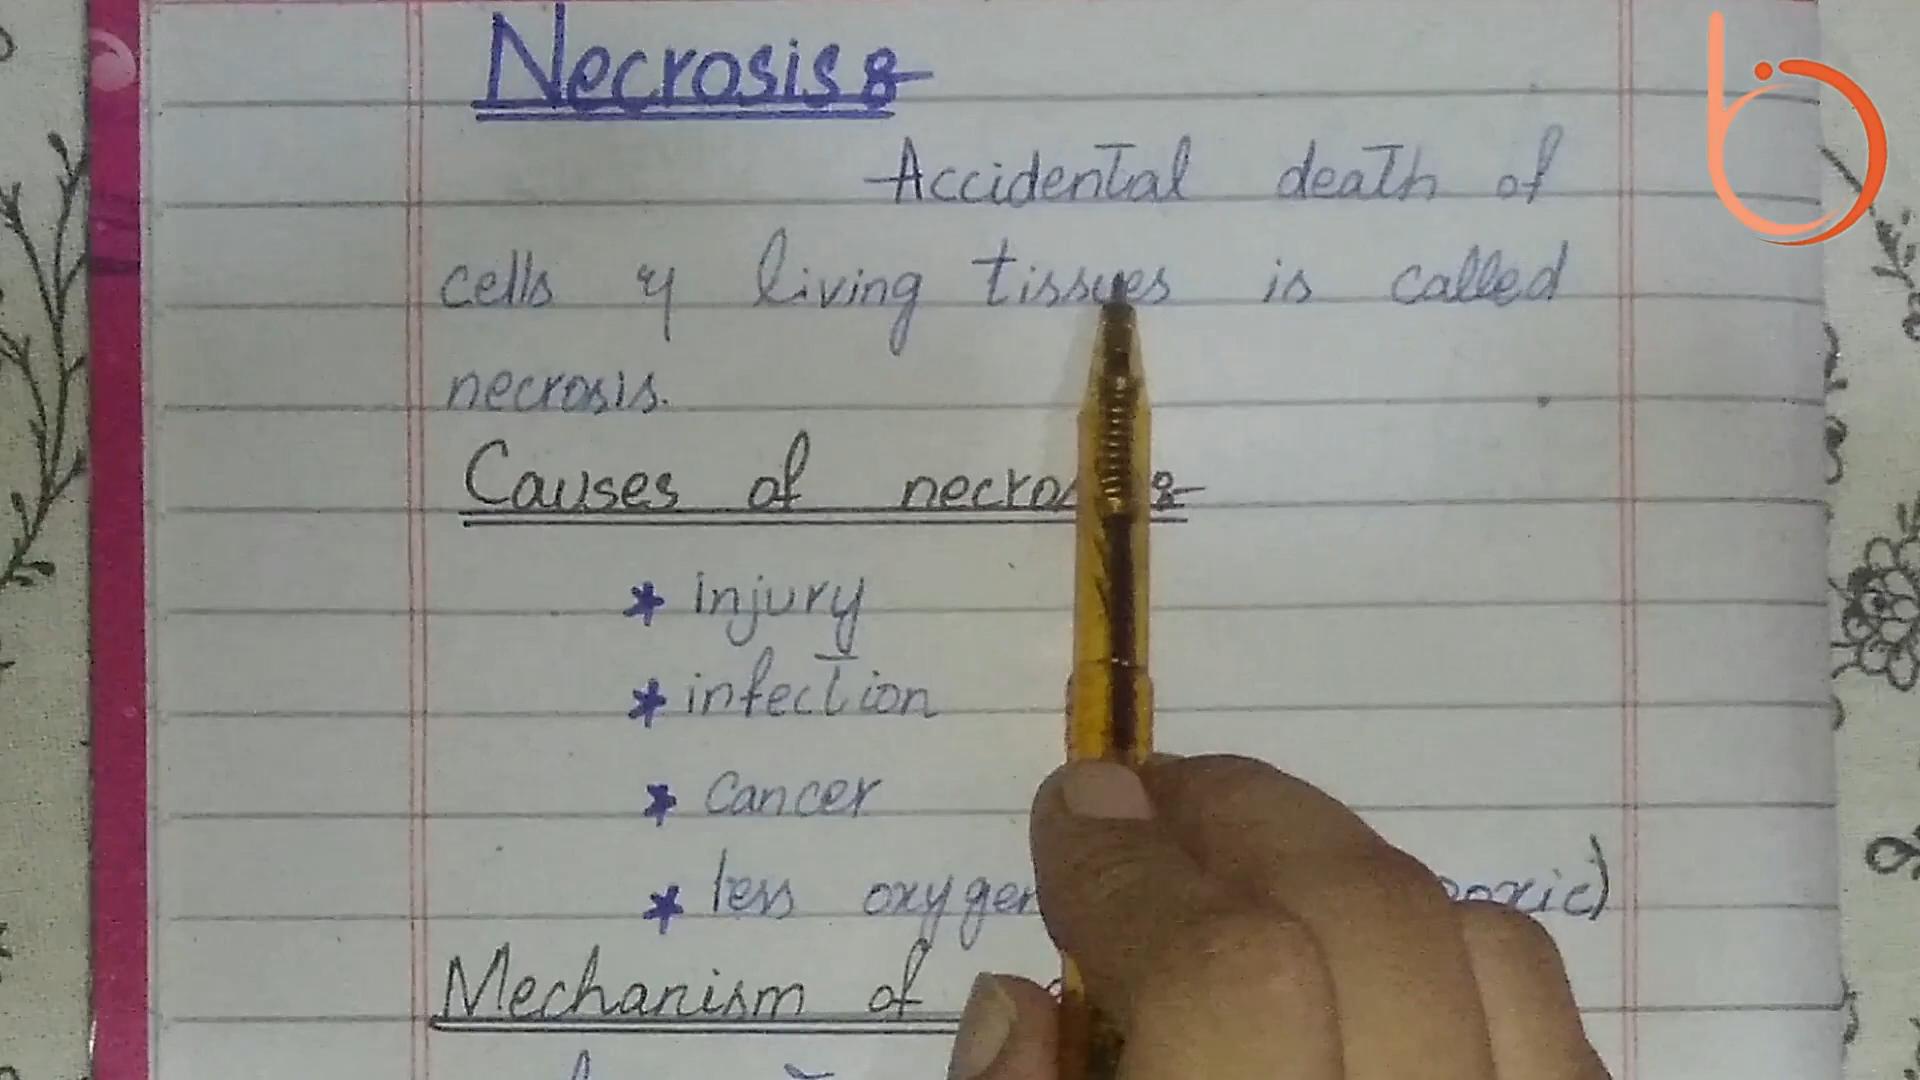 Necrosis:-
Accidental death of
cells & living tissues is called
necrosis.
Causes of
* injury
* infection
* cancer
* less oxygen
Mechanism of